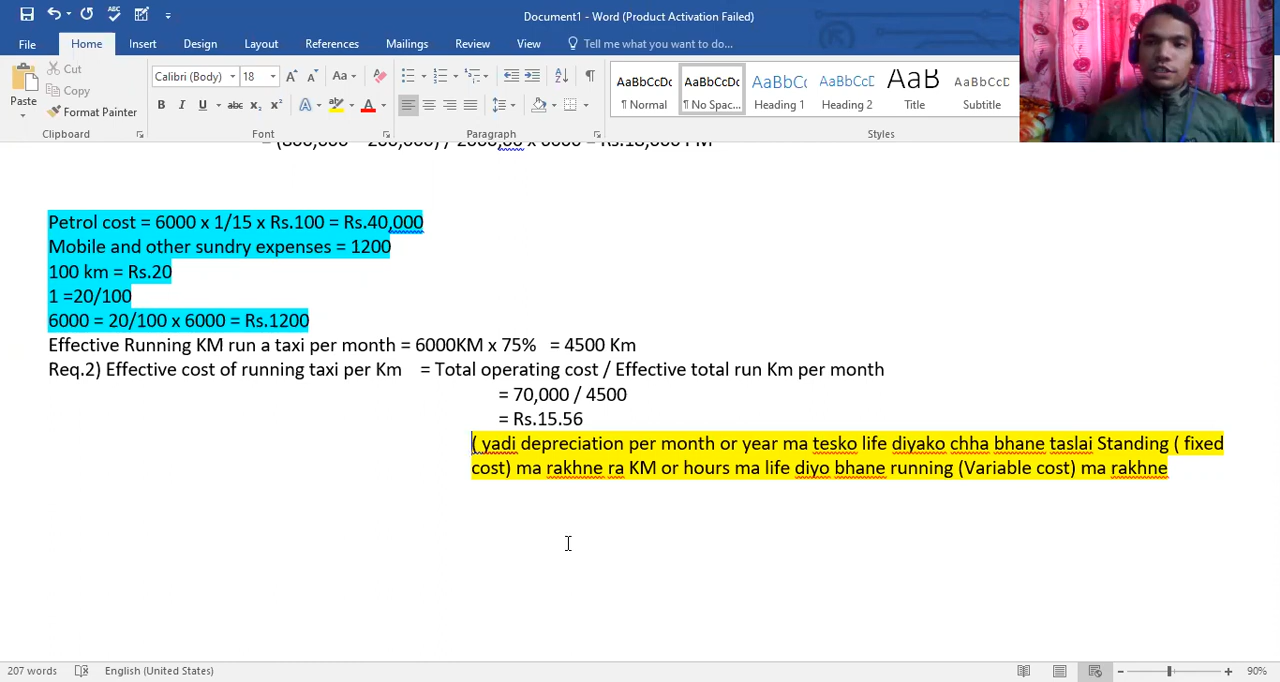 Document1 - Word (Product Activation Failed)
File Home Insert Design Layout References Mailings Review View Tell me what you want to do...
Paste Cut Copy Format Painter
Calibri (Body) 18
AaBbCcDc AaBbCcDc AaBbCc AaBbCcD AaB AaBbCcD
¶ Normal ¶ No Spac... Heading 1 Heading 2 Title Subtitle
Clipboard Font Paragraph Styles
Petrol cost = 6000 x 1/15 x Rs.100 = Rs.40,000
Mobile and other sundry expenses = 1200
100 km = Rs.20
1 =20/100
6000 = 20/100 x 6000 = Rs.1200
Effective Running KM run a taxi per month = 6000KM x 75% = 4500 Km
Req.2) Effective cost of running taxi per Km = Total operating cost / Effective total run Km per month
= 70,000 / 4500
= Rs.15.56
( yadi depreciation per month or year ma tesko life diyako chha bhane taslai Standing ( fixed
cost) ma rakhne ra KM or hours ma life diyo bhane running (Variable cost) ma rakhne
207 words English (United States) 90%